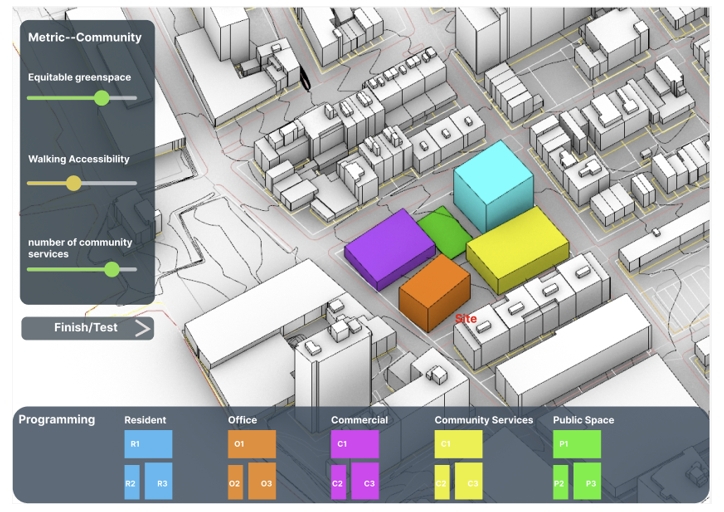 Metric--Community
Equitable greenspace
Walking Accessibility
number of community
services
Finish/Test
Site
Programming
Resident
Office
Commercial
Community Services
Public Space
R1
O1
C1
C1
P1
R2
R3
O2
O3
C2
C3
C2
C3
P2
P3